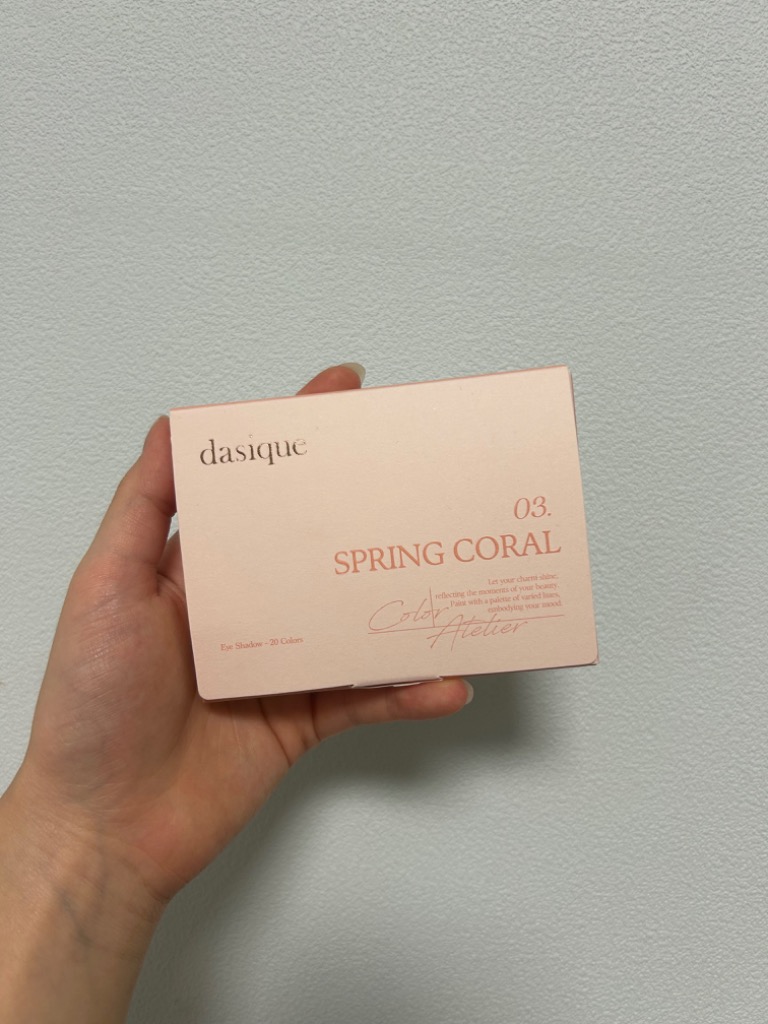 dasique
03.
SPRING CORAL
Let your charm shine,
reflecting the moments of your beauty.
Paint with a palette of varied hues,
embodying your mood
Color
Atelier
Eye Shadow - 20 Colors